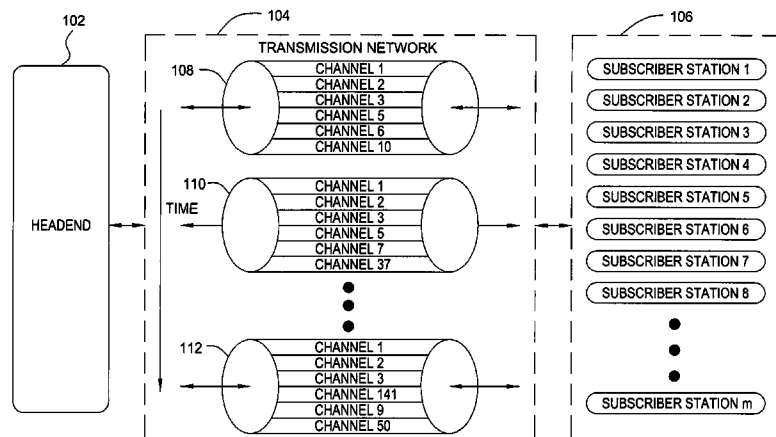 102
104
106
TRANSMISSION NETWORK
108
CHANNEL 1
CHANNEL 2
CHANNEL 3
CHANNEL 5
CHANNEL 6
CHANNEL 10
110
TIME
CHANNEL 1
CHANNEL 2
CHANNEL 3
CHANNEL 5
CHANNEL 7
CHANNEL 37
112
CHANNEL 1
CHANNEL 2
CHANNEL 3
CHANNEL 141
CHANNEL 9
CHANNEL 50
HEADEND
SUBSCRIBER STATION 1
SUBSCRIBER STATION 2
SUBSCRIBER STATION 3
SUBSCRIBER STATION 4
SUBSCRIBER STATION 5
SUBSCRIBER STATION 6
SUBSCRIBER STATION 7
SUBSCRIBER STATION 8
SUBSCRIBER STATION m